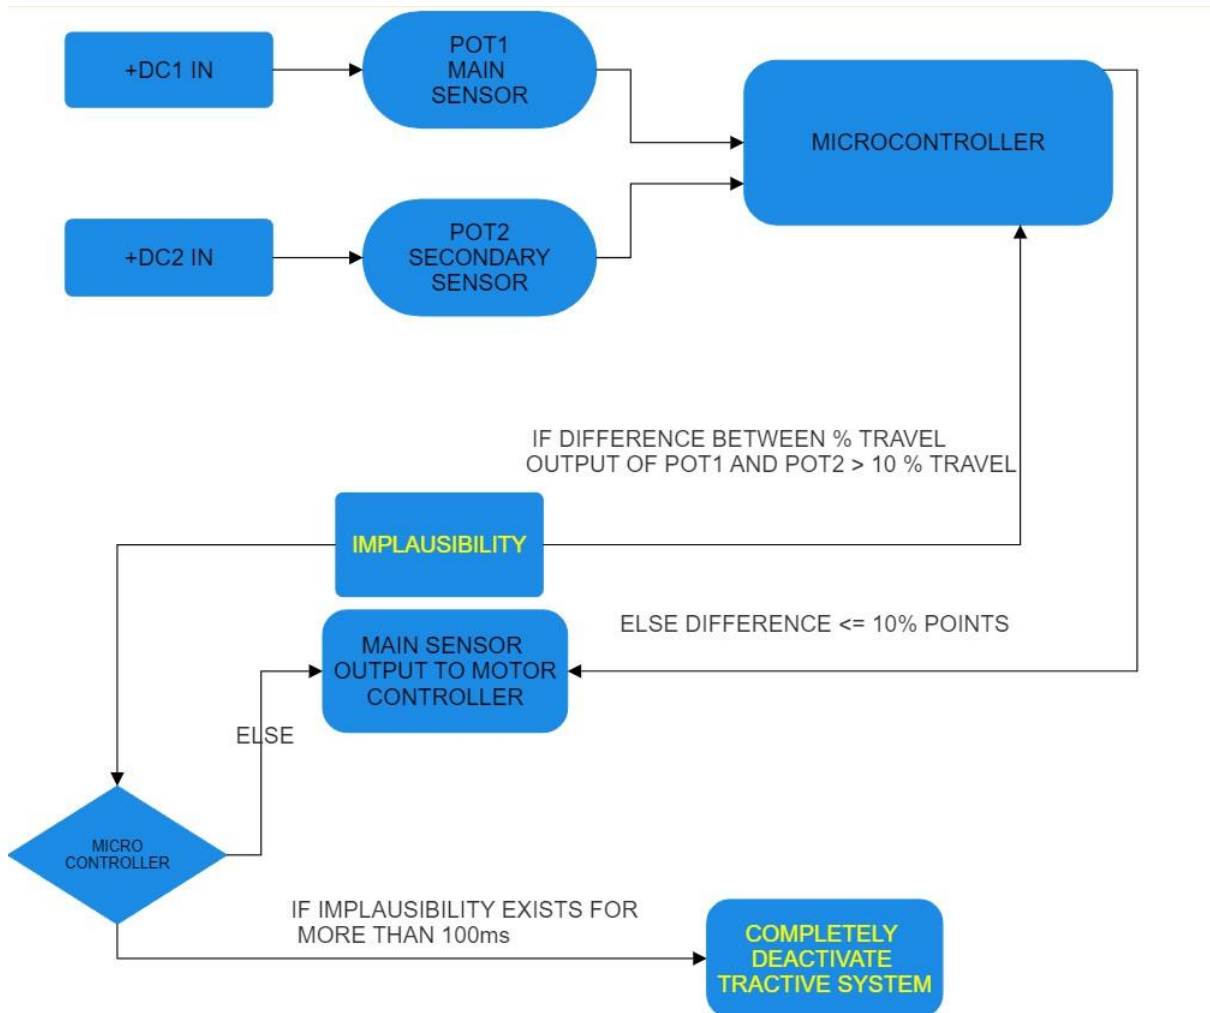 +DC1 IN
POT1
MAIN
SENSOR
MICROCONTROLLER
+DC2 IN
POT2
SECONDARY
SENSOR
IF DIFFERENCE BETWEEN % TRAVEL
OUTPUT OF POT1 AND POT2 > 10 % TRAVEL
IMPLAUSIBILITY
ELSE DIFFERENCE <= 10% POINTS
MAIN SENSOR
OUTPUT TO MOTOR
CONTROLLER
ELSE
MICRO
CONTROLLER
IF IMPLAUSIBILITY EXISTS FOR
MORE THAN 100ms
COMPLETELY
DEACTIVATE
TRACTIVE SYSTEM